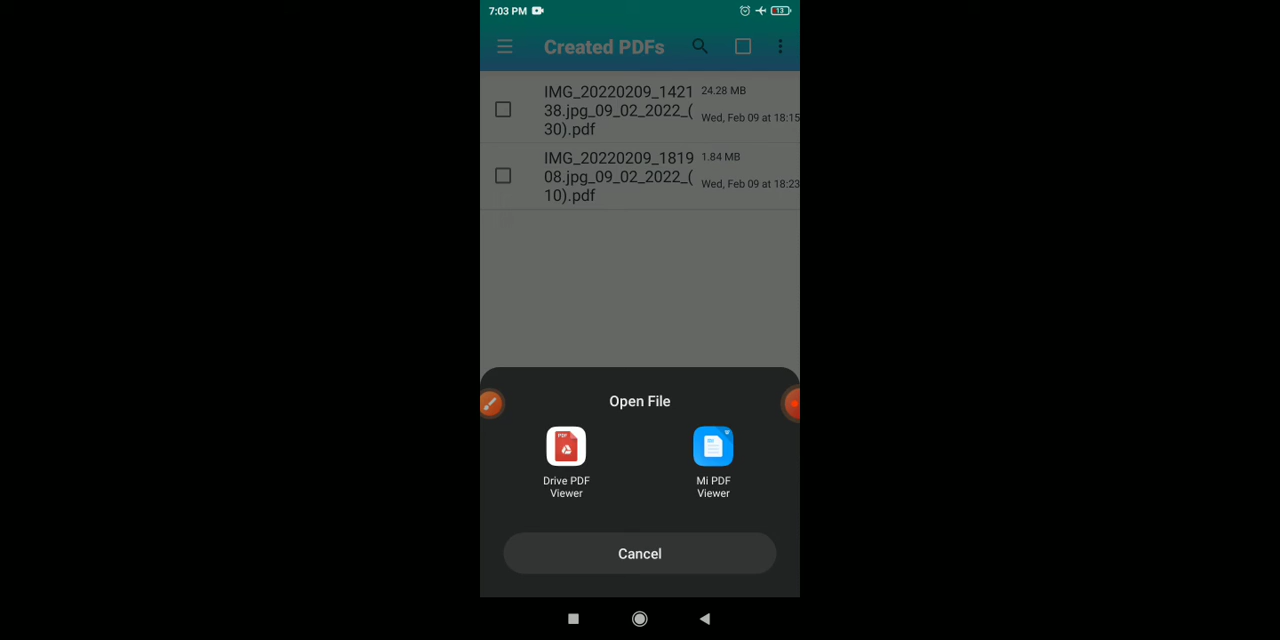 7:03 PM
13
Created PDFs
IMG_20220209_1421
38.jpg_09_02_2022_(
30).pdf
24.28 MB
Wed, Feb 09 at 18:15
IMG_20220209_1819
08.jpg_09_02_2022_(
10).pdf
1.84 MB
Wed, Feb 09 at 18:23
Open File
PDF
Drive PDF
Viewer
Mi PDF
Viewer
Cancel